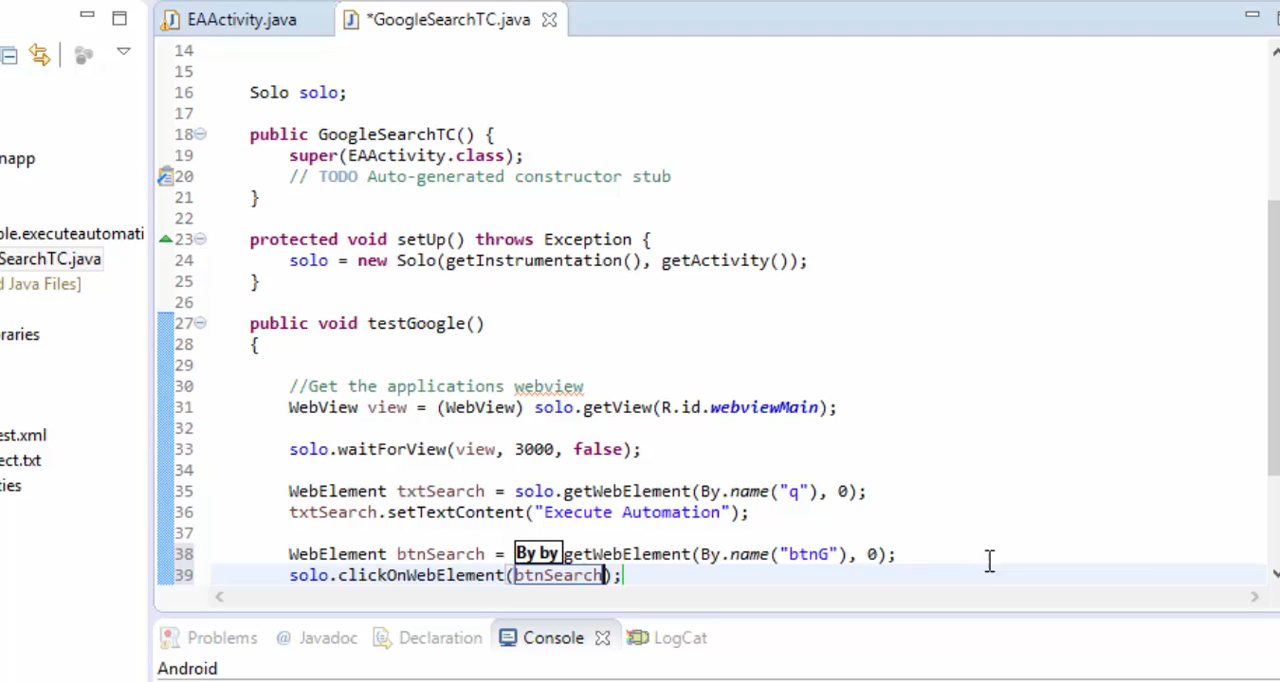 EAActivity.java
*GoogleSearchTC.java
napp
ple.executeautomati
SearchTC.java
d Java Files]
raries
est.xml
ect.txt
ties
14
15
16 Solo solo;
17
18 public GoogleSearchTC() {
19 super(EAActivity.class);
20 // TODO Auto-generated constructor stub
21 }
22
23 protected void setUp() throws Exception {
24 solo = new Solo(getInstrumentation(), getActivity());
25 }
26
27 public void testGoogle()
28 {
29
30 //Get the applications webview
31 WebView view = (WebView) solo.getView(R.id.webviewMain);
32
33 solo.waitForView(view, 3000, false);
34
35 WebElement txtSearch = solo.getWebElement(By.name("q"), 0);
36 txtSearch.setTextContent("Execute Automation");
37
38 WebElement btnSearch = By by getWebElement(By.name("btnG"), 0);
39 solo.clickOnWebElement(btnSearch);
Problems
@ Javadoc
Declaration
Console
LogCat
Android